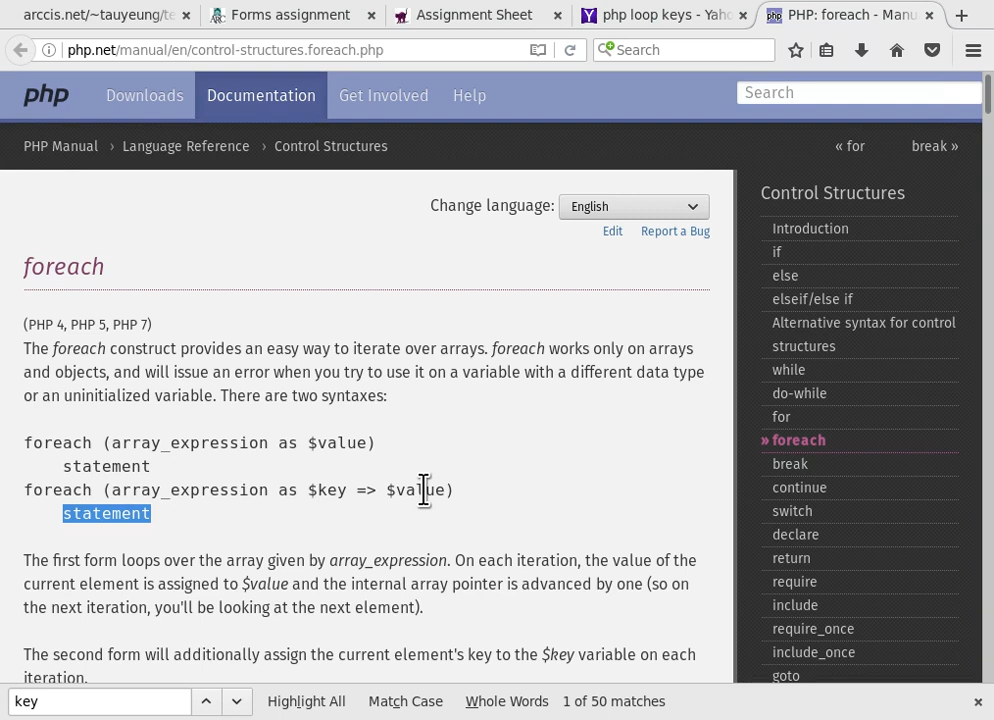 arccis.net/~tauyeung/te
Forms assignment
Assignment Sheet
php loop keys - Yah
PHP: foreach - Manu
php.net/manual/en/control-structures.foreach.php
Search
php
Downloads
Documentation
Get Involved
Help
Search
PHP Manual › Language Reference › Control Structures
« for
break »
Change language: English
Edit
Report a Bug
foreach
(PHP 4, PHP 5, PHP 7)
The foreach construct provides an easy way to iterate over arrays. foreach works only on arrays
and objects, and will issue an error when you try to use it on a variable with a different data type
or an uninitialized variable. There are two syntaxes:
foreach (array_expression as $value)
statement
foreach (array_expression as $key => $value)
statement
The first form loops over the array given by array_expression. On each iteration, the value of the
current element is assigned to $value and the internal array pointer is advanced by one (so on
the next iteration, you'll be looking at the next element).
The second form will additionally assign the current element's key to the $key variable on each
iteration.
Control Structures
Introduction
if
else
elseif/else if
Alternative syntax for control
structures
while
do-while
for
» foreach
break
continue
switch
declare
return
require
include
require_once
include_once
goto
key
Highlight All
Match Case
Whole Words
1 of 50 matches